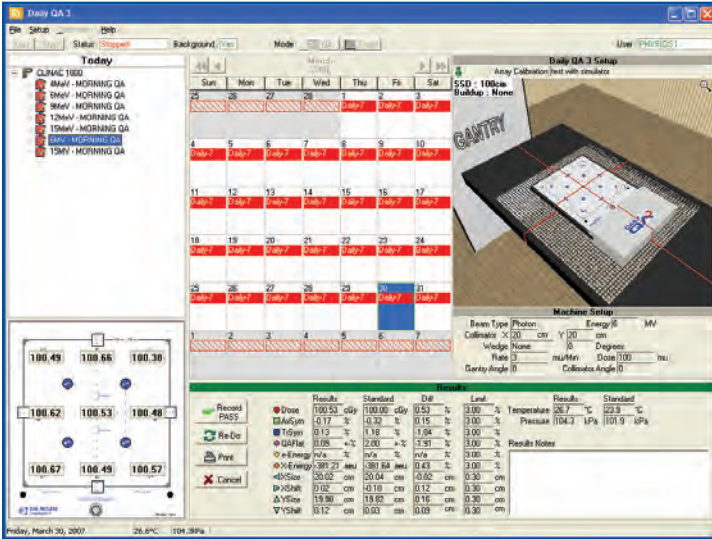 Daily QA 3
File Setup Help
Start Stop Status Stopped Background Yes Mode QA User PHYSICS1
Today
CLINAC 1800
4MeV - MORNING QA
6MeV - MORNING QA
9MeV - MORNING QA
12MeV - MORNING QA
15MeV - MORNING QA
6MV - MORNING QA
15MV - MORNING QA
March
2007
Sun Mon Tue Wed Thu Fri Sat
25 26 27 28 1 2 3
Daily-7 Daily-7 Daily-7
4 5 6 7 8 9 10
Daily-7 Daily-7 Daily-7 Daily-7 Daily-7 Daily-7 Daily-7
11 12 13 14 15 16 17
Daily-7 Daily-7 Daily-7 Daily-7 Daily-7 Daily-7 Daily-7
18 19 20 21 22 23 24
Daily-7 Daily-7 Daily-7 Daily-7 Daily-7 Daily-7 Daily-7
25 26 27 28 29 30 31
Daily-7 Daily-7 Daily-7 Daily-7 Daily-7 Daily-7 Daily-7
1 2 3 4 5 6 7
Daily QA 3 Setup
Array Calibration test with simulator
SSD : 100cm
Buildup : None
GANTRY
Machine Setup
Beam Type Photon Energy 6 MV
Collimator X 20 cm Y 20 cm
Wedge None 0 Degrees
Rate 3 mu/Min Dose 100 mu
Gantry Angle 0 Collimator Angle 0
100.49 100.66 100.38
100.62 100.53 100.48
100.67 100.49 100.57
Results
Record PASS
Re-Do
Print
Cancel
Results Standard Diff Limit
Dose 100.53 cGy 100.00 cGy 0.53 % 3.00 %
AxSym -0.17 % -0.32 % 0.15 % 3.00 %
TrSym 0.13 % 1.18 % -1.04 % 3.00 %
QAFlat 0.09 +-% 2.00 +-% -1.91 % 3.00 %
e-Energy n/a % n/a % n/a % 3.00 %
X-Energy -381.21 aeu -381.64 aeu 0.43 % 3.00 %
XSize 20.02 cm 20.04 cm -0.02 cm 0.30 cm
XShift 0.02 cm -0.10 cm 0.12 cm 0.30 cm
YSize 19.98 cm 19.82 cm 0.16 cm 0.30 cm
YShift 0.12 cm 0.03 cm 0.09 cm 0.30 cm
Results Standard
Temperature 26.7 °C 23.9 °C
Pressure 104.3 kPa 101.9 kPa
Results Notes
Friday, March 30, 2007 26.6°C 104.3kPa